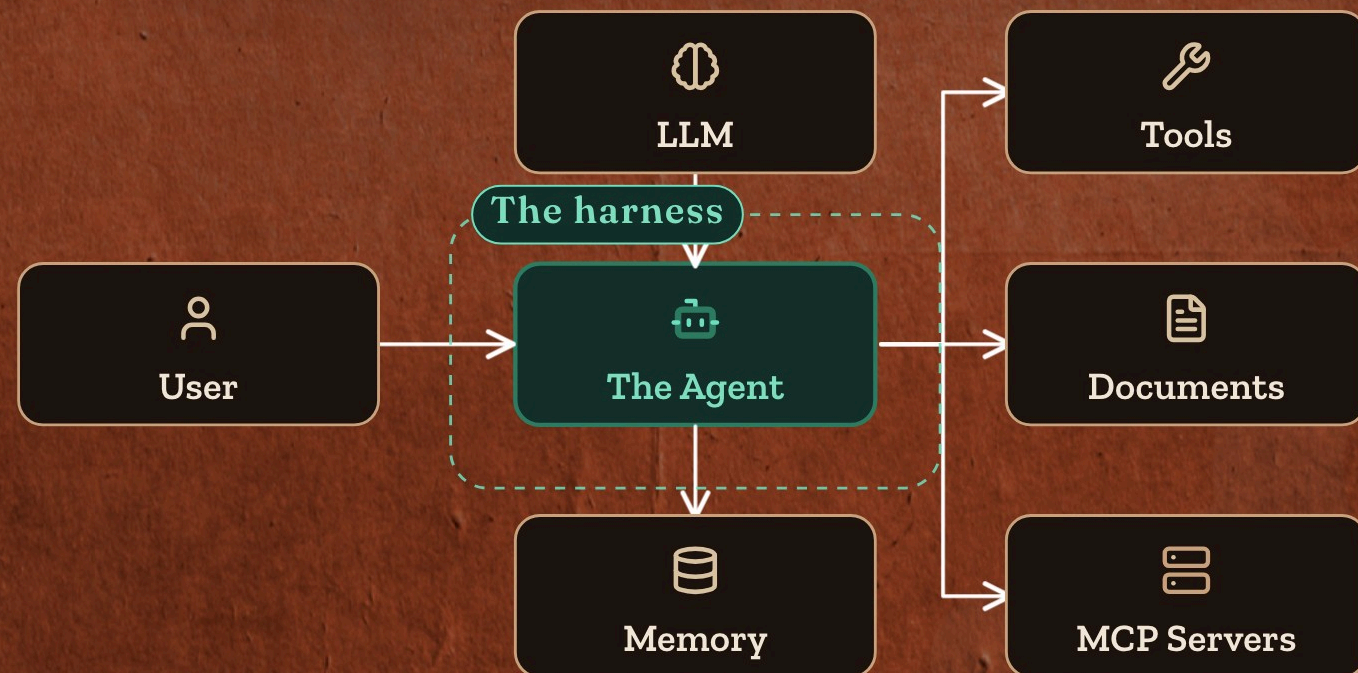 LLM
Tools
The harness
User
The Agent
Documents
Memory
MCP Servers